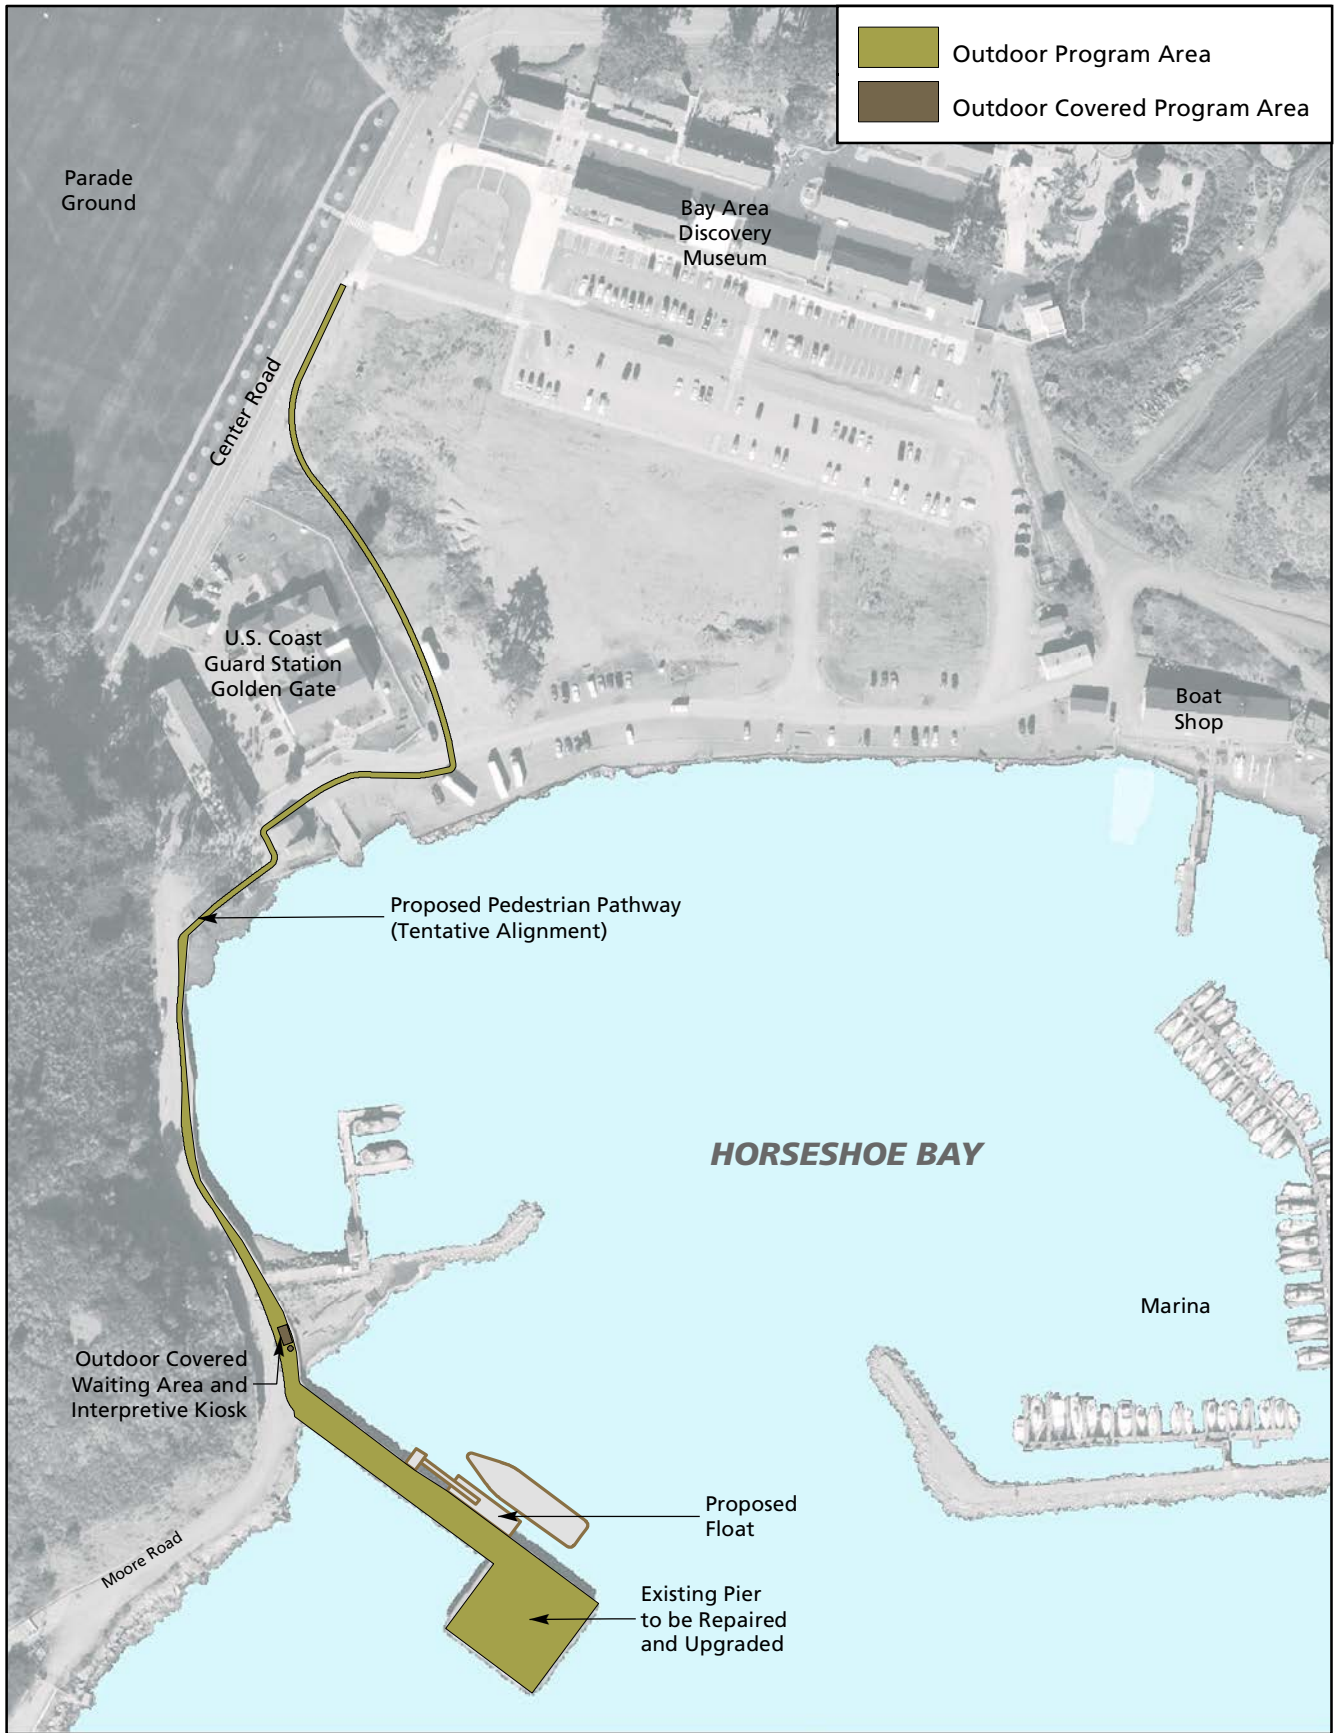 Outdoor Program Area
Outdoor Covered Program Area
Parade
Ground
Bay Area
Discovery
Museum
Center Road
U.S. Coast
Guard Station
Golden Gate
Boat
Shop
Proposed Pedestrian Pathway
(Tentative Alignment)
HORSESHOE BAY
Marina
Outdoor Covered
Waiting Area and
Interpretive Kiosk
Proposed
Float
Moore Road
Existing Pier
to be Repaired
and Upgraded